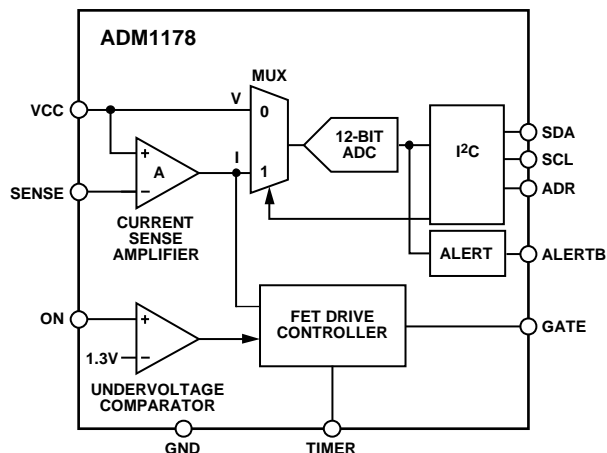 ADM1178
MUX
VCC
V
0
12-BIT
ADC
I²C
SDA
SCL
ADR
+
A
−
I
1
SENSE
CURRENT
SENSE
AMPLIFIER
ALERT
ALERTB
ON
+
1.3V
−
FET DRIVE
CONTROLLER
GATE
UNDERVOLTAGE
COMPARATOR
GND
TIMER